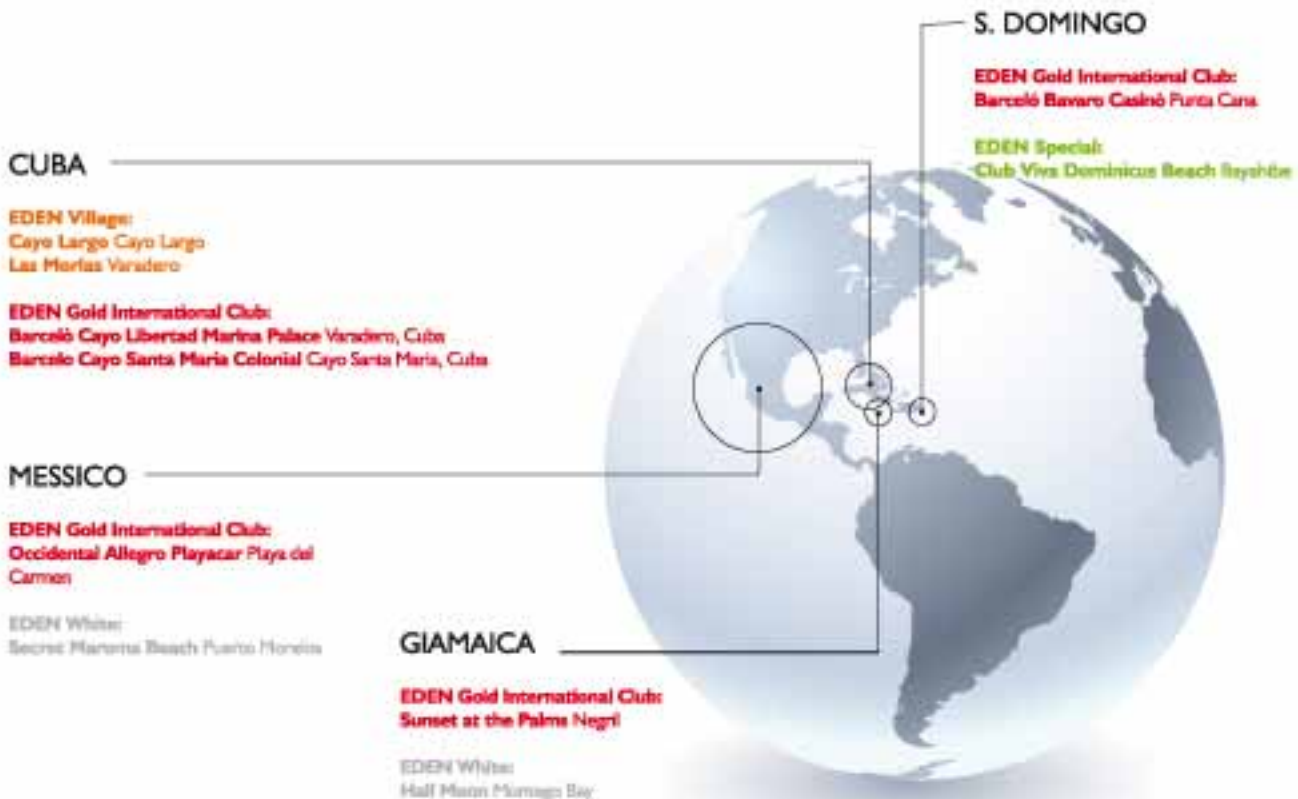 S. DOMINGO
EDEN Gold International Club:
Barceló Bavaro Casinò Punta Cana
EDEN Special:
Club Viva Dominicus Beach Bayahibe
CUBA
EDEN Village:
Cayo Largo Cayo Largo
Las Morlas Varadero
EDEN Gold International Club:
Barcelò Cayo Libertad Marina Palace Varadero, Cuba
Barcelo Cayo Santa Maria Colonial Cayo Santa Maria, Cuba
MESSICO
EDEN Gold International Club:
Occidental Allegro Playacar Playa del
Carmen
EDEN White:
Secret Maroma Beach Puerto Morelos
GIAMAICA
EDEN Gold International Club:
Sunset at the Palms Negril
EDEN White:
Half Moon Bay